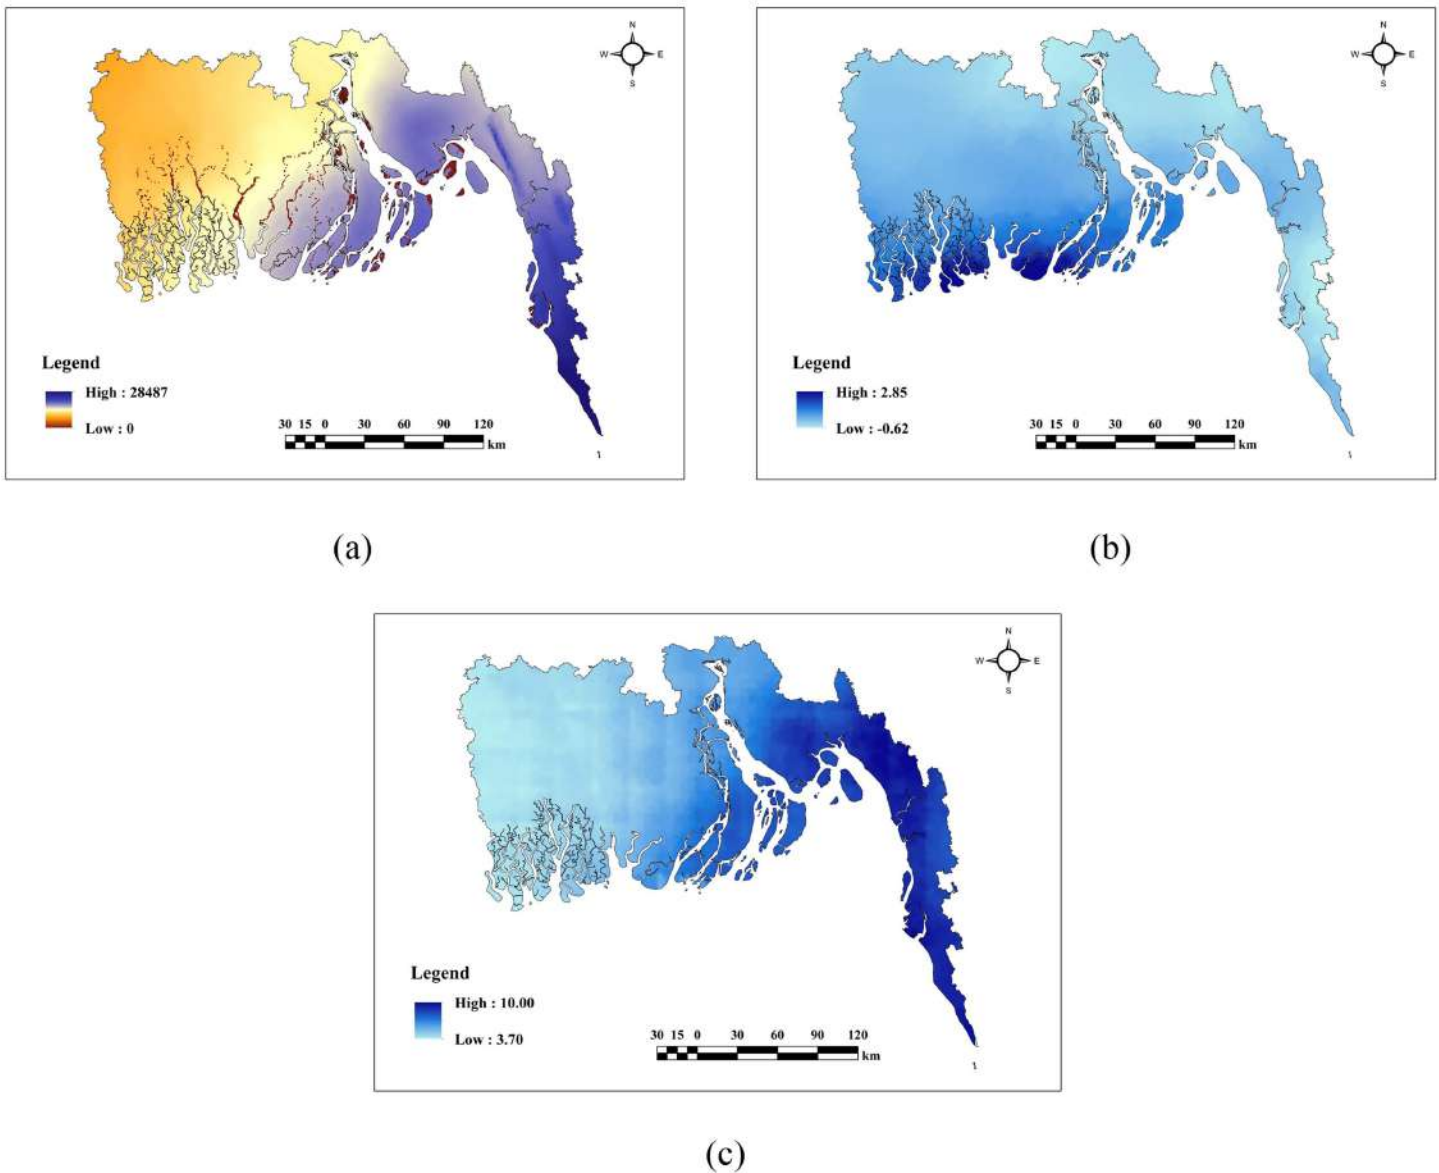 N
W E
S
Legend
High : 28487
Low : 0
30 15 0 30 60 90 120
km
(a)
N
W E
S
Legend
High : 2.85
Low : -0.62
30 15 0 30 60 90 120
km
(b)
N
W E
S
Legend
High : 10.00
Low : 3.70
30 15 0 30 60 90 120
km
(c)